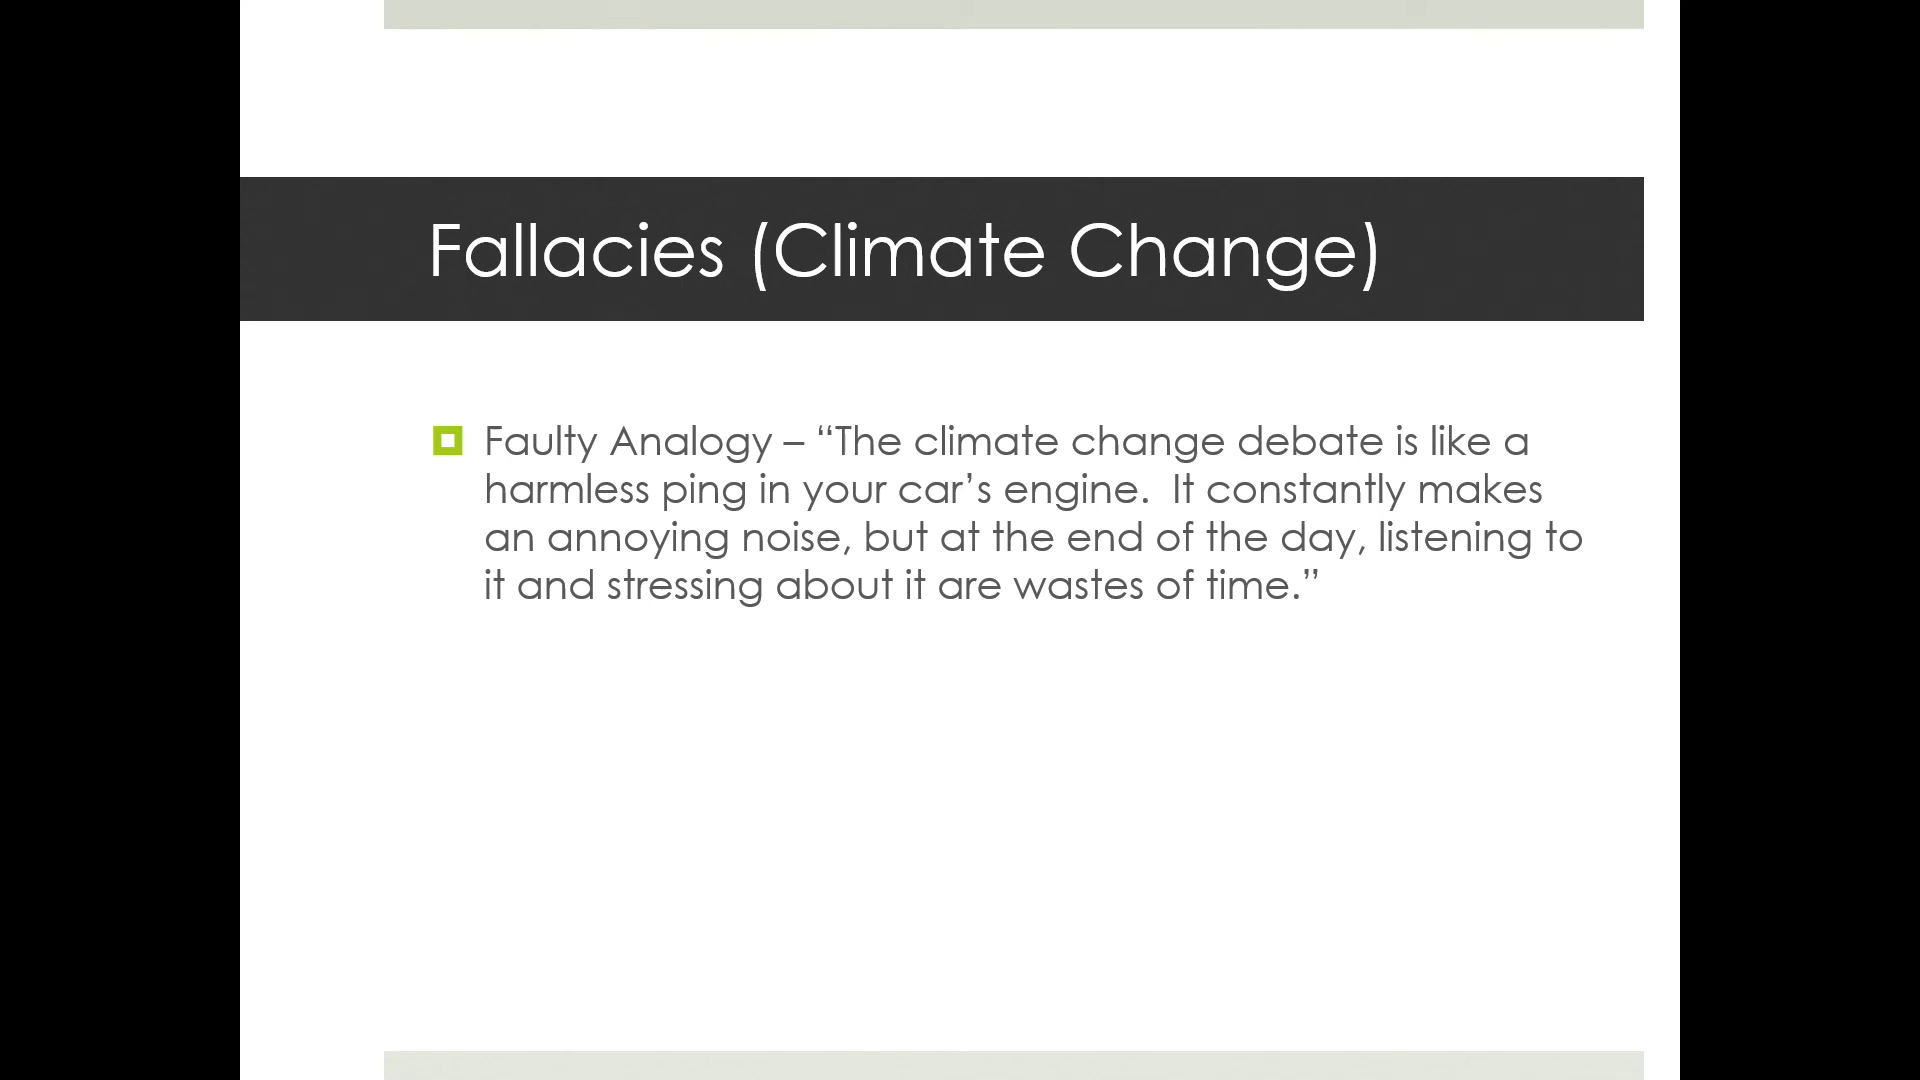 Fallacies (Climate Change)
Faulty Analogy – “The climate change debate is like a
harmless ping in your car’s engine.  It constantly makes
an annoying noise, but at the end of the day, listening to
it and stressing about it are wastes of time.”